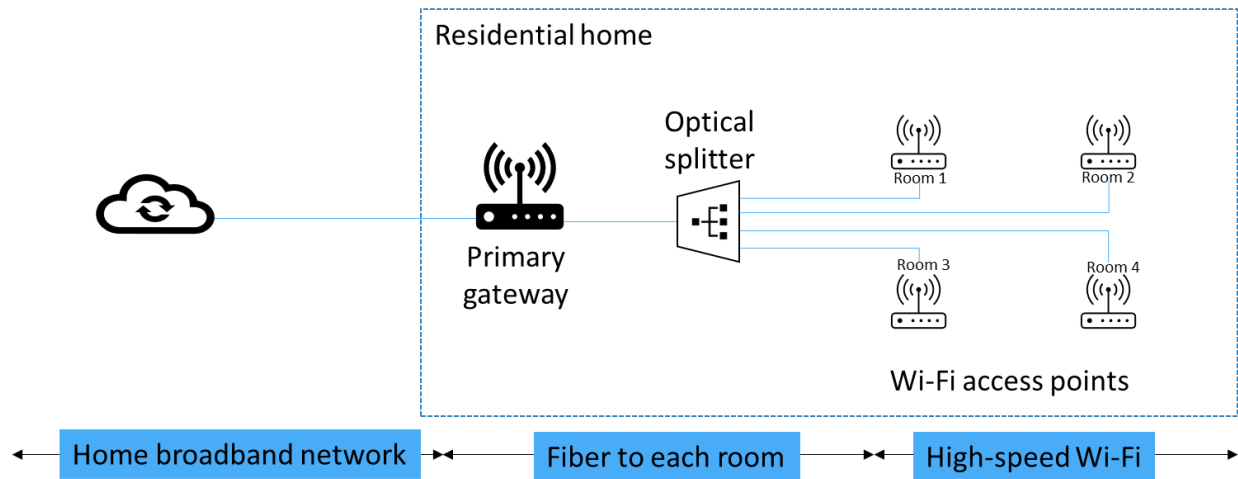 Residential home
Optical
splitter
Room 1
Room 2
Primary
gateway
Room 3
Room 4
Wi-Fi access points
Home broadband network
Fiber to each room
High-speed Wi-Fi